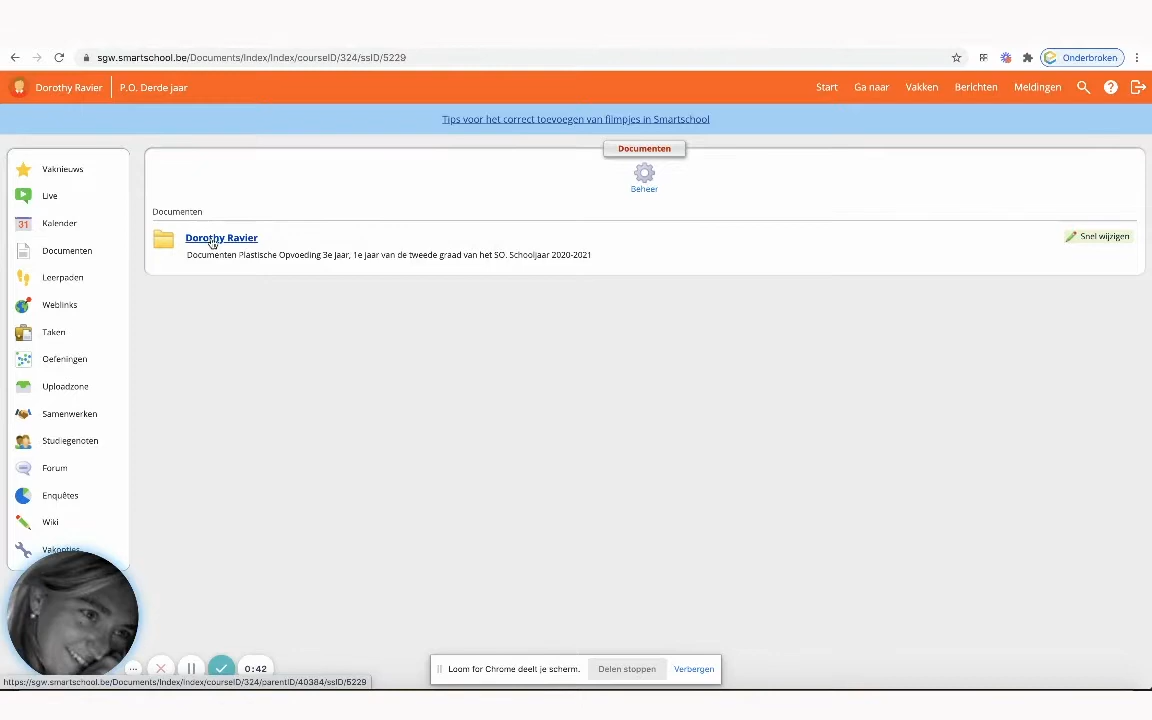 sgw.smartschool.be/Documents/Index/Index/courseID/324/ssID/5229
Onderbroken
Dorothy Ravier
P.O. Derde jaar
Start
Ga naar
Vakken
Berichten
Meldingen
Tips voor het correct toevoegen van filmpjes in Smartschool
Documenten
Beheer
Documenten
Dorothy Ravier
Snel wijzigen
Documenten Plastische Opvoeding 3e jaar, 1e jaar van de tweede graad van het SO. Schooljaar 2020-2021
Vaknieuws
Live
31
Kalender
Documenten
Leerpaden
Weblinks
Taken
Oefeningen
Uploadzone
Samenwerken
Studiegenoten
Forum
Enquêtes
Wiki
Vakopties
0:42
Loom for Chrome deelt je scherm.
Delen stoppen
Verbergen
https://sgw.smartschool.be/Documents/Index/Index/courseID/324/parentID/40384/ssID/5229